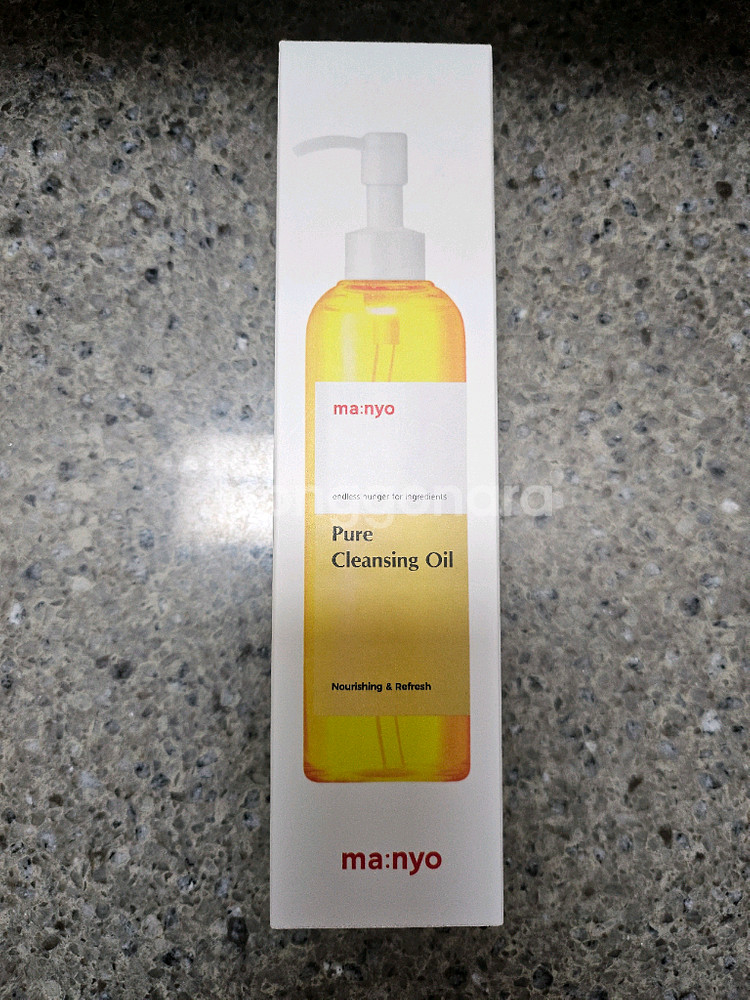 ma:nyo
endless hunger for ingredients
Pure
Cleansing Oil
Nourishing & Refresh
ma:nyo